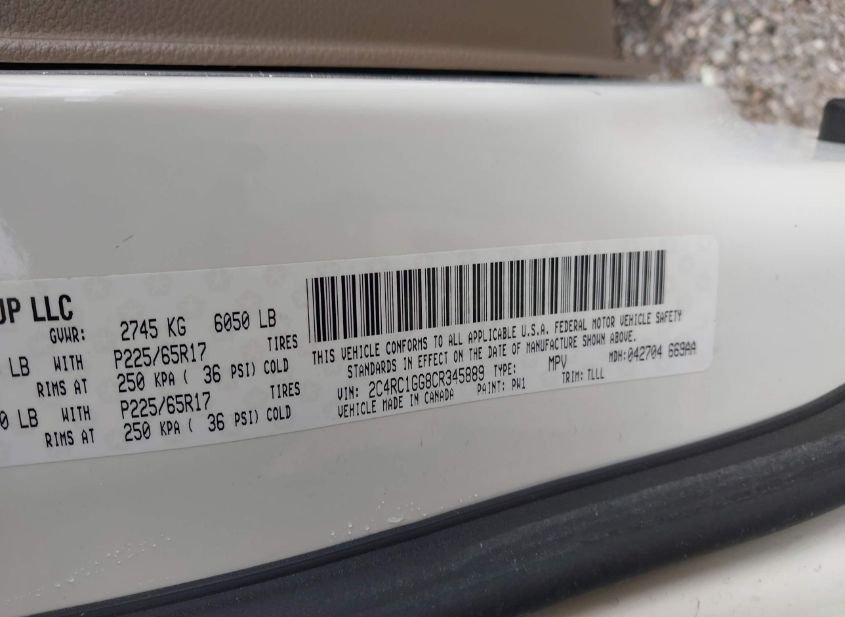 UP LLC
GVWR: 2745 KG 6050 LB
LB WITH P225/65R17 TIRES
RIMS AT 250 KPA ( 36 PSI) COLD
0 LB WITH P225/65R17 TIRES
RIMS AT 250 KPA ( 36 PSI) COLD
THIS VEHICLE CONFORMS TO ALL APPLICABLE U.S.A. FEDERAL MOTOR VEHICLE SAFETY
STANDARDS IN EFFECT ON THE DATE OF MANUFACTURE SHOWN ABOVE.
MDH: 042704 669AA
VIN: 2C4RC1GG8CR345889 TYPE: MPV
VEHICLE MADE IN CANADA PAINT: PW1 TRIM: TLLL